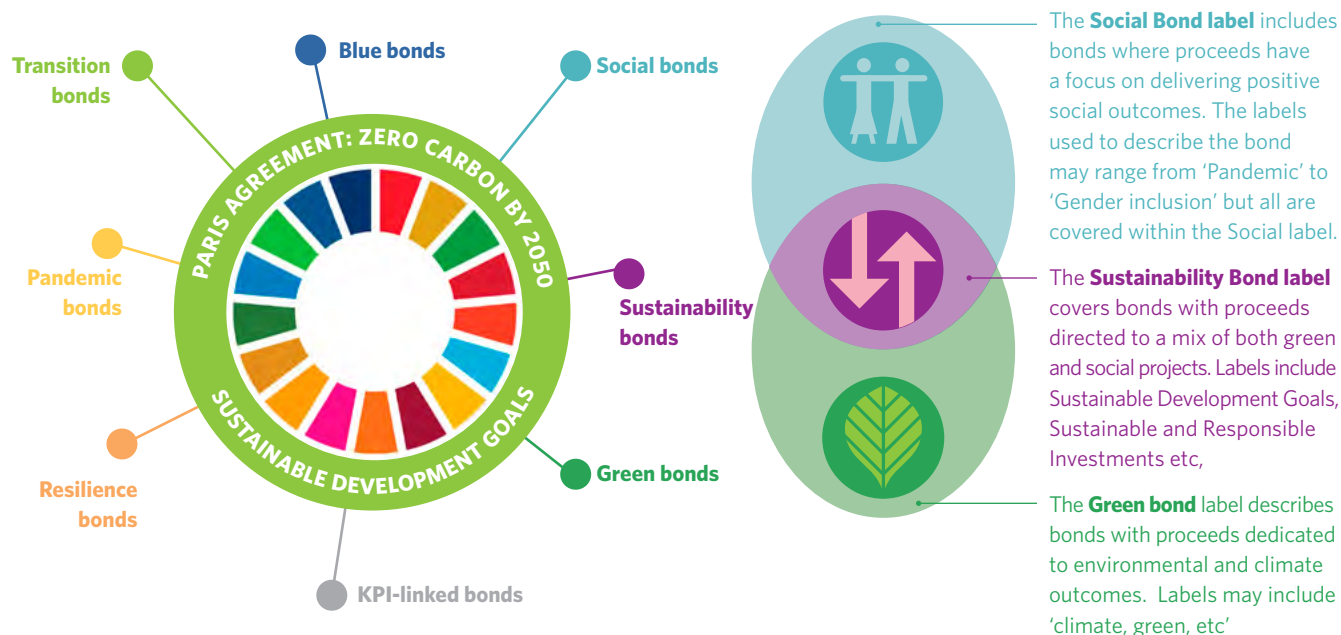 Transition
bonds
Blue bonds
Social bonds
Pandemic
bonds
Sustainability
bonds
Resilience
bonds
Green bonds
KPI-linked bonds
PARIS AGREEMENT: ZERO CARBON BY 2050
SUSTAINABLE DEVELOPMENT GOALS
The Social Bond label includes
bonds where proceeds have
a focus on delivering positive
social outcomes. The labels
used to describe the bond
may range from ‘Pandemic’ to
‘Gender inclusion’ but all are
covered within the Social label.
The Sustainability Bond label
covers bonds with proceeds
directed to a mix of both green
and social projects. Labels include
Sustainable Development Goals,
Sustainable and Responsible
Investments etc,
The Green bond label describes
bonds with proceeds dedicated
to environmental and climate
outcomes. Labels may include
‘climate, green, etc’